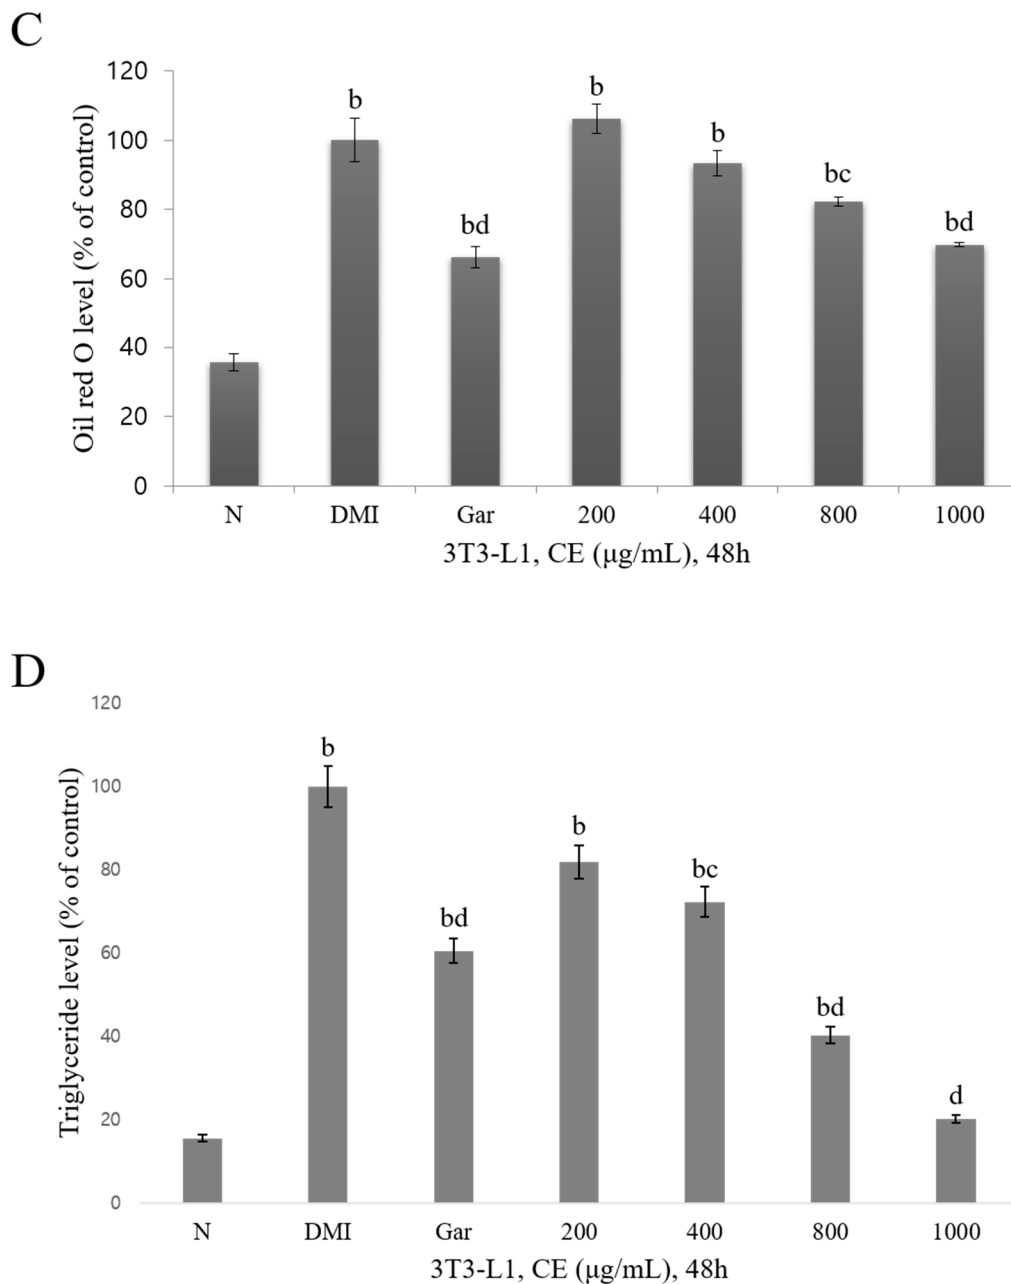 C
Oil red O level (% of control)
120
100
80
60
40
20
0
b
bd
b
b
bc
bd
N DMI Gar 200 400 800 1000
3T3-L1, CE (μg/mL), 48h
D
Triglyceride level (% of control)
120
100
80
60
40
20
0
b
bd
b
bc
bd
d
N DMI Gar 200 400 800 1000
3T3-L1, CE (μg/mL), 48h